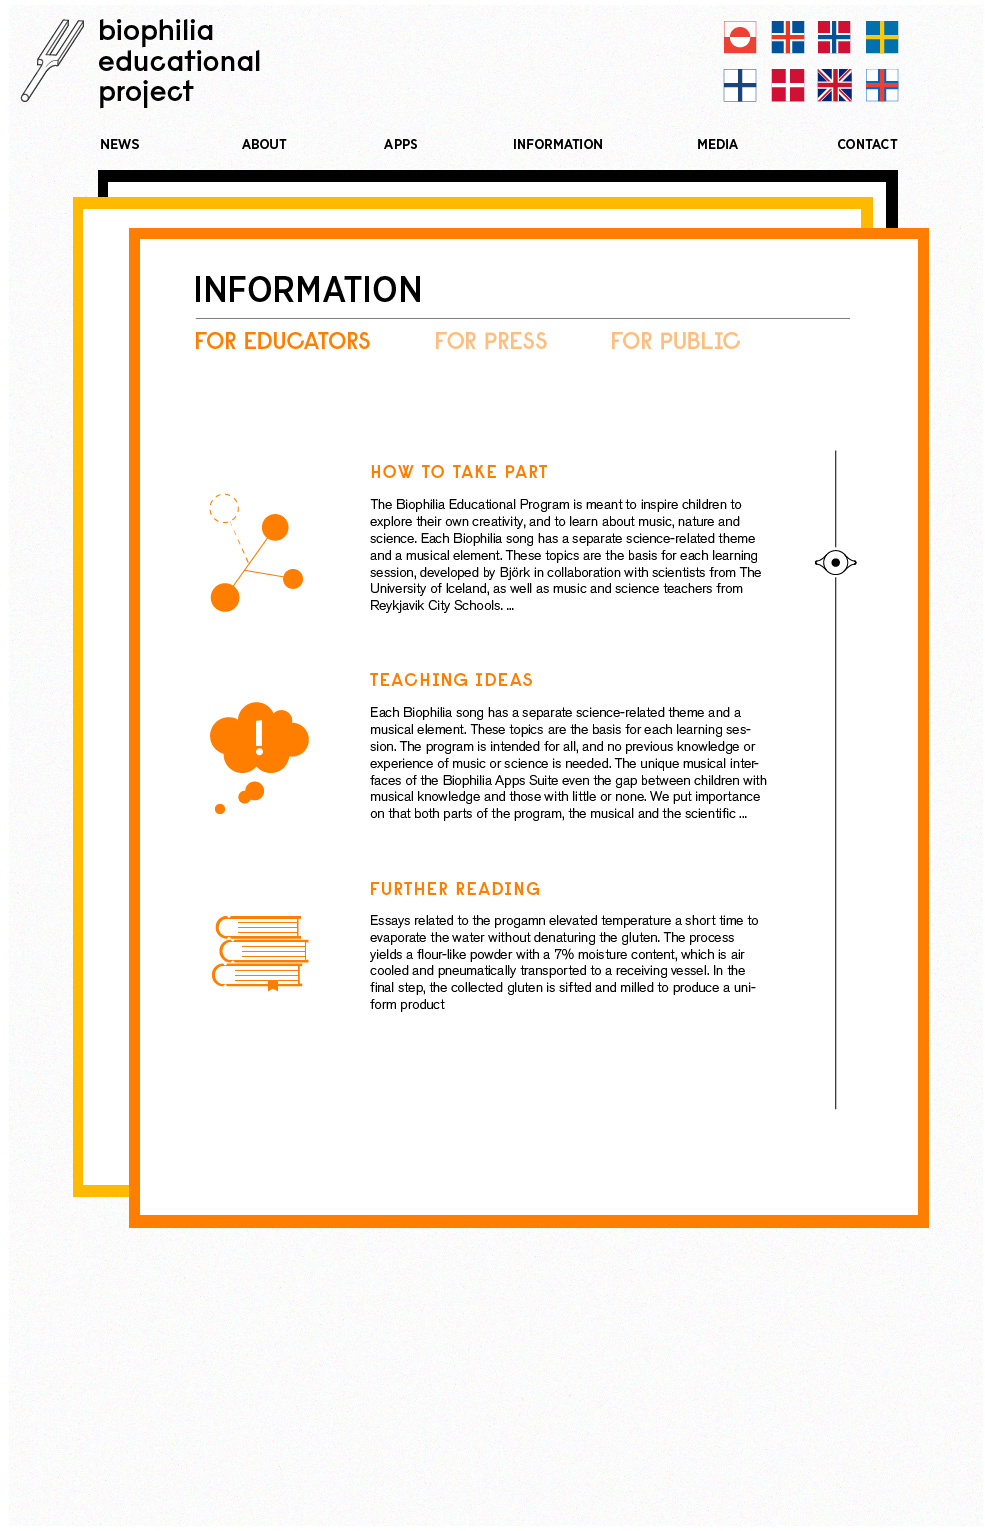 biophilia
educational
project
NEWS ABOUT APPS INFORMATION MEDIA CONTACT
INFORMATION
FOR EDUCATORS FOR PRESS FOR PUBLIC
HOW TO TAKE PART
The Biophilia Educational Program is meant to inspire children to
explore their own creativity, and to learn about music, nature and
science. Each Biophilia song has a separate science-related theme
and a musical element. These topics are the basis for each learning
session, developed by Björk in collaboration with scientists from The
University of Iceland, as well as music and science teachers from
Reykjavik City Schools. ...
TEACHING IDEAS
Each Biophilia song has a separate science-related theme and a
musical element. These topics are the basis for each learning ses-
sion. The program is intended for all, and no previous knowledge or
experience of music or science is needed. The unique musical inter-
faces of the Biophilia Apps Suite even the gap between children with
musical knowledge and those with little or none. We put importance
on that both parts of the program, the musical and the scientific ...
!
FURTHER READING
Essays related to the progamn elevated temperature a short time to
evaporate the water without denaturing the gluten. The process
yields a flour-like powder with a 7% moisture content, which is air
cooled and pneumatically transported to a receiving vessel. In the
final step, the collected gluten is sifted and milled to produce a uni-
form product